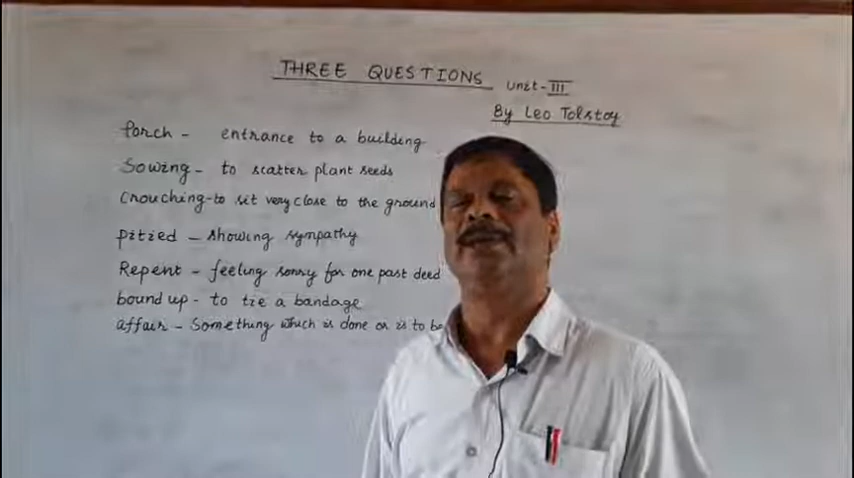 THREE QUESTIONS Unit-III
By Leo Tolstoy
Porch - entrance to a building
Sowing - to scatter plant seeds
Crouching-to sit very close to the ground
Pitied - showing sympathy
Repent - feeling sorry for one past deed
bound up - to tie a bandage
affair - Something which is done or is to be